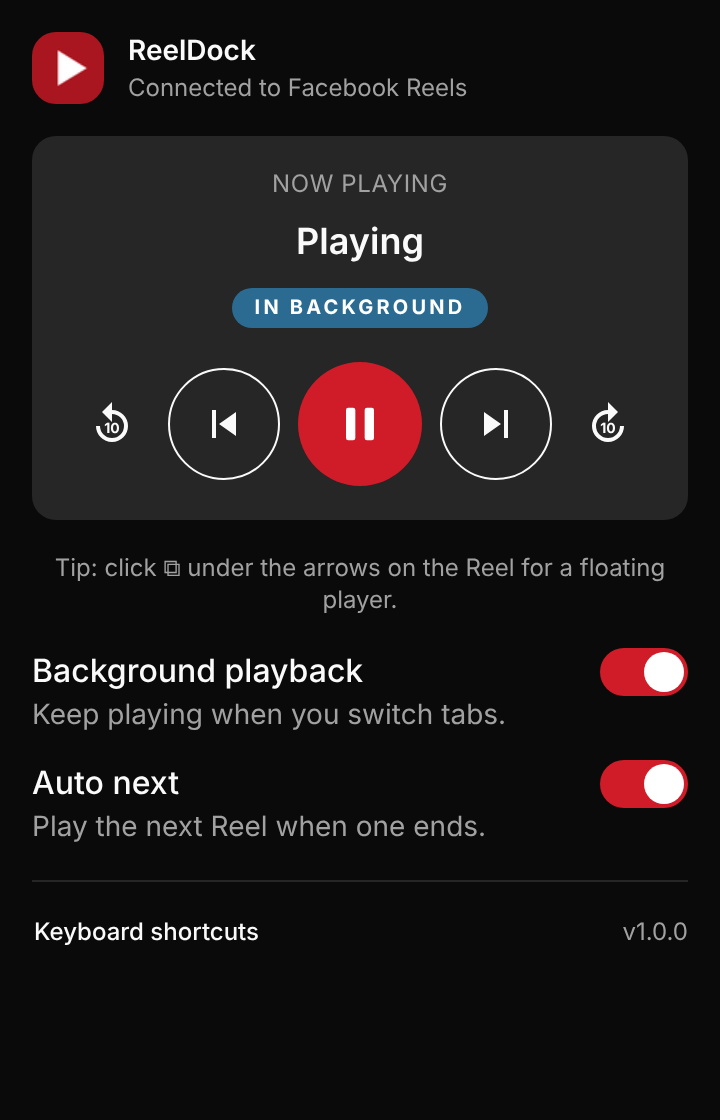 ReelDock
Connected to Facebook Reels
NOW PLAYING
Playing
IN BACKGROUND
10
10
Tip: click ⧉ under the arrows on the Reel for a floating
player.
Background playback
Keep playing when you switch tabs.
Auto next
Play the next Reel when one ends.
Keyboard shortcuts
v1.0.0